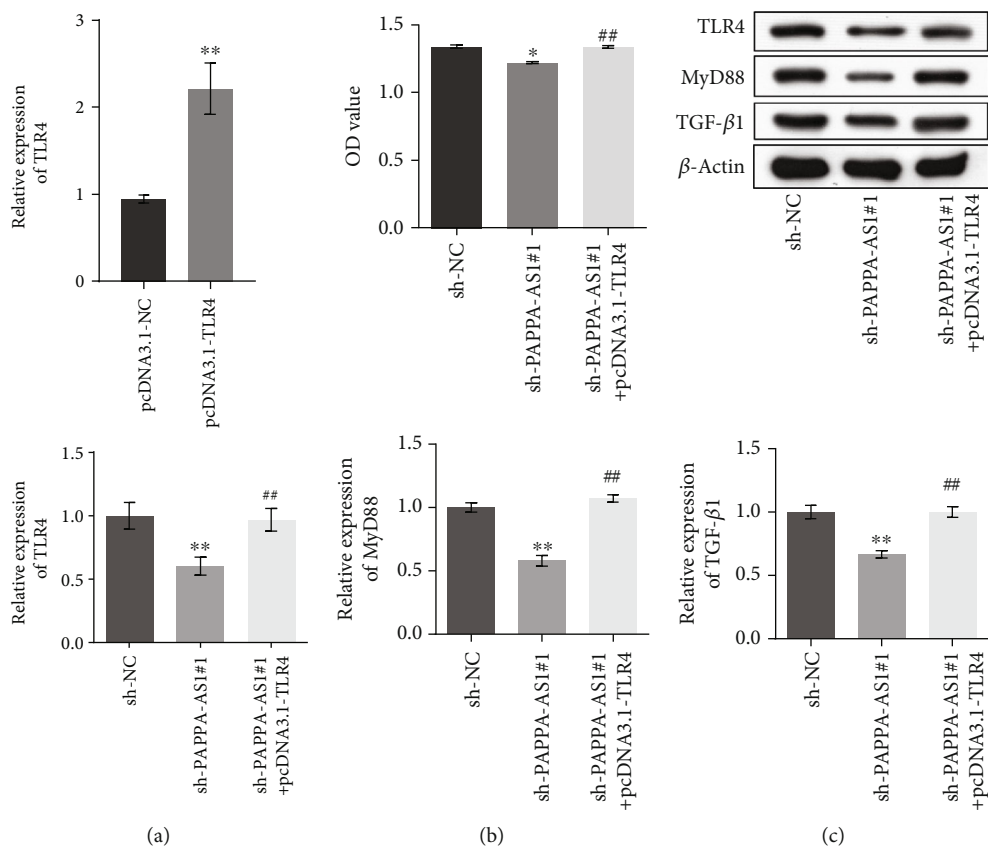 Relative expression
of TLR4
3
2
1
0
**
pcDNA3.1-NC
pcDNA3.1-TLR4
OD value
1.5
1.0
0.5
0.0
*
##
sh-NC
sh-PAPPA-AS1#1
sh-PAPPA-AS1#1
+pcDNA3.1-TLR4
TLR4
MyD88
TGF-β1
β-Actin
sh-NC
sh-PAPPA-AS1#1
sh-PAPPA-AS1#1
+pcDNA3.1-TLR4
Relative expression
of TLR4
1.5
1.0
0.5
0.0
**
##
sh-NC
sh-PAPPA-AS1#1
sh-PAPPA-AS1#1
+pcDNA3.1-TLR4
Relative expression
of MyD88
1.5
1.0
0.5
0.0
**
##
sh-NC
sh-PAPPA-AS1#1
sh-PAPPA-AS1#1
+pcDNA3.1-TLR4
Relative expression
of TGF-β1
1.5
1.0
0.5
0.0
**
##
sh-NC
sh-PAPPA-AS1#1
sh-PAPPA-AS1#1
+pcDNA3.1-TLR4
(a)
(b)
(c)